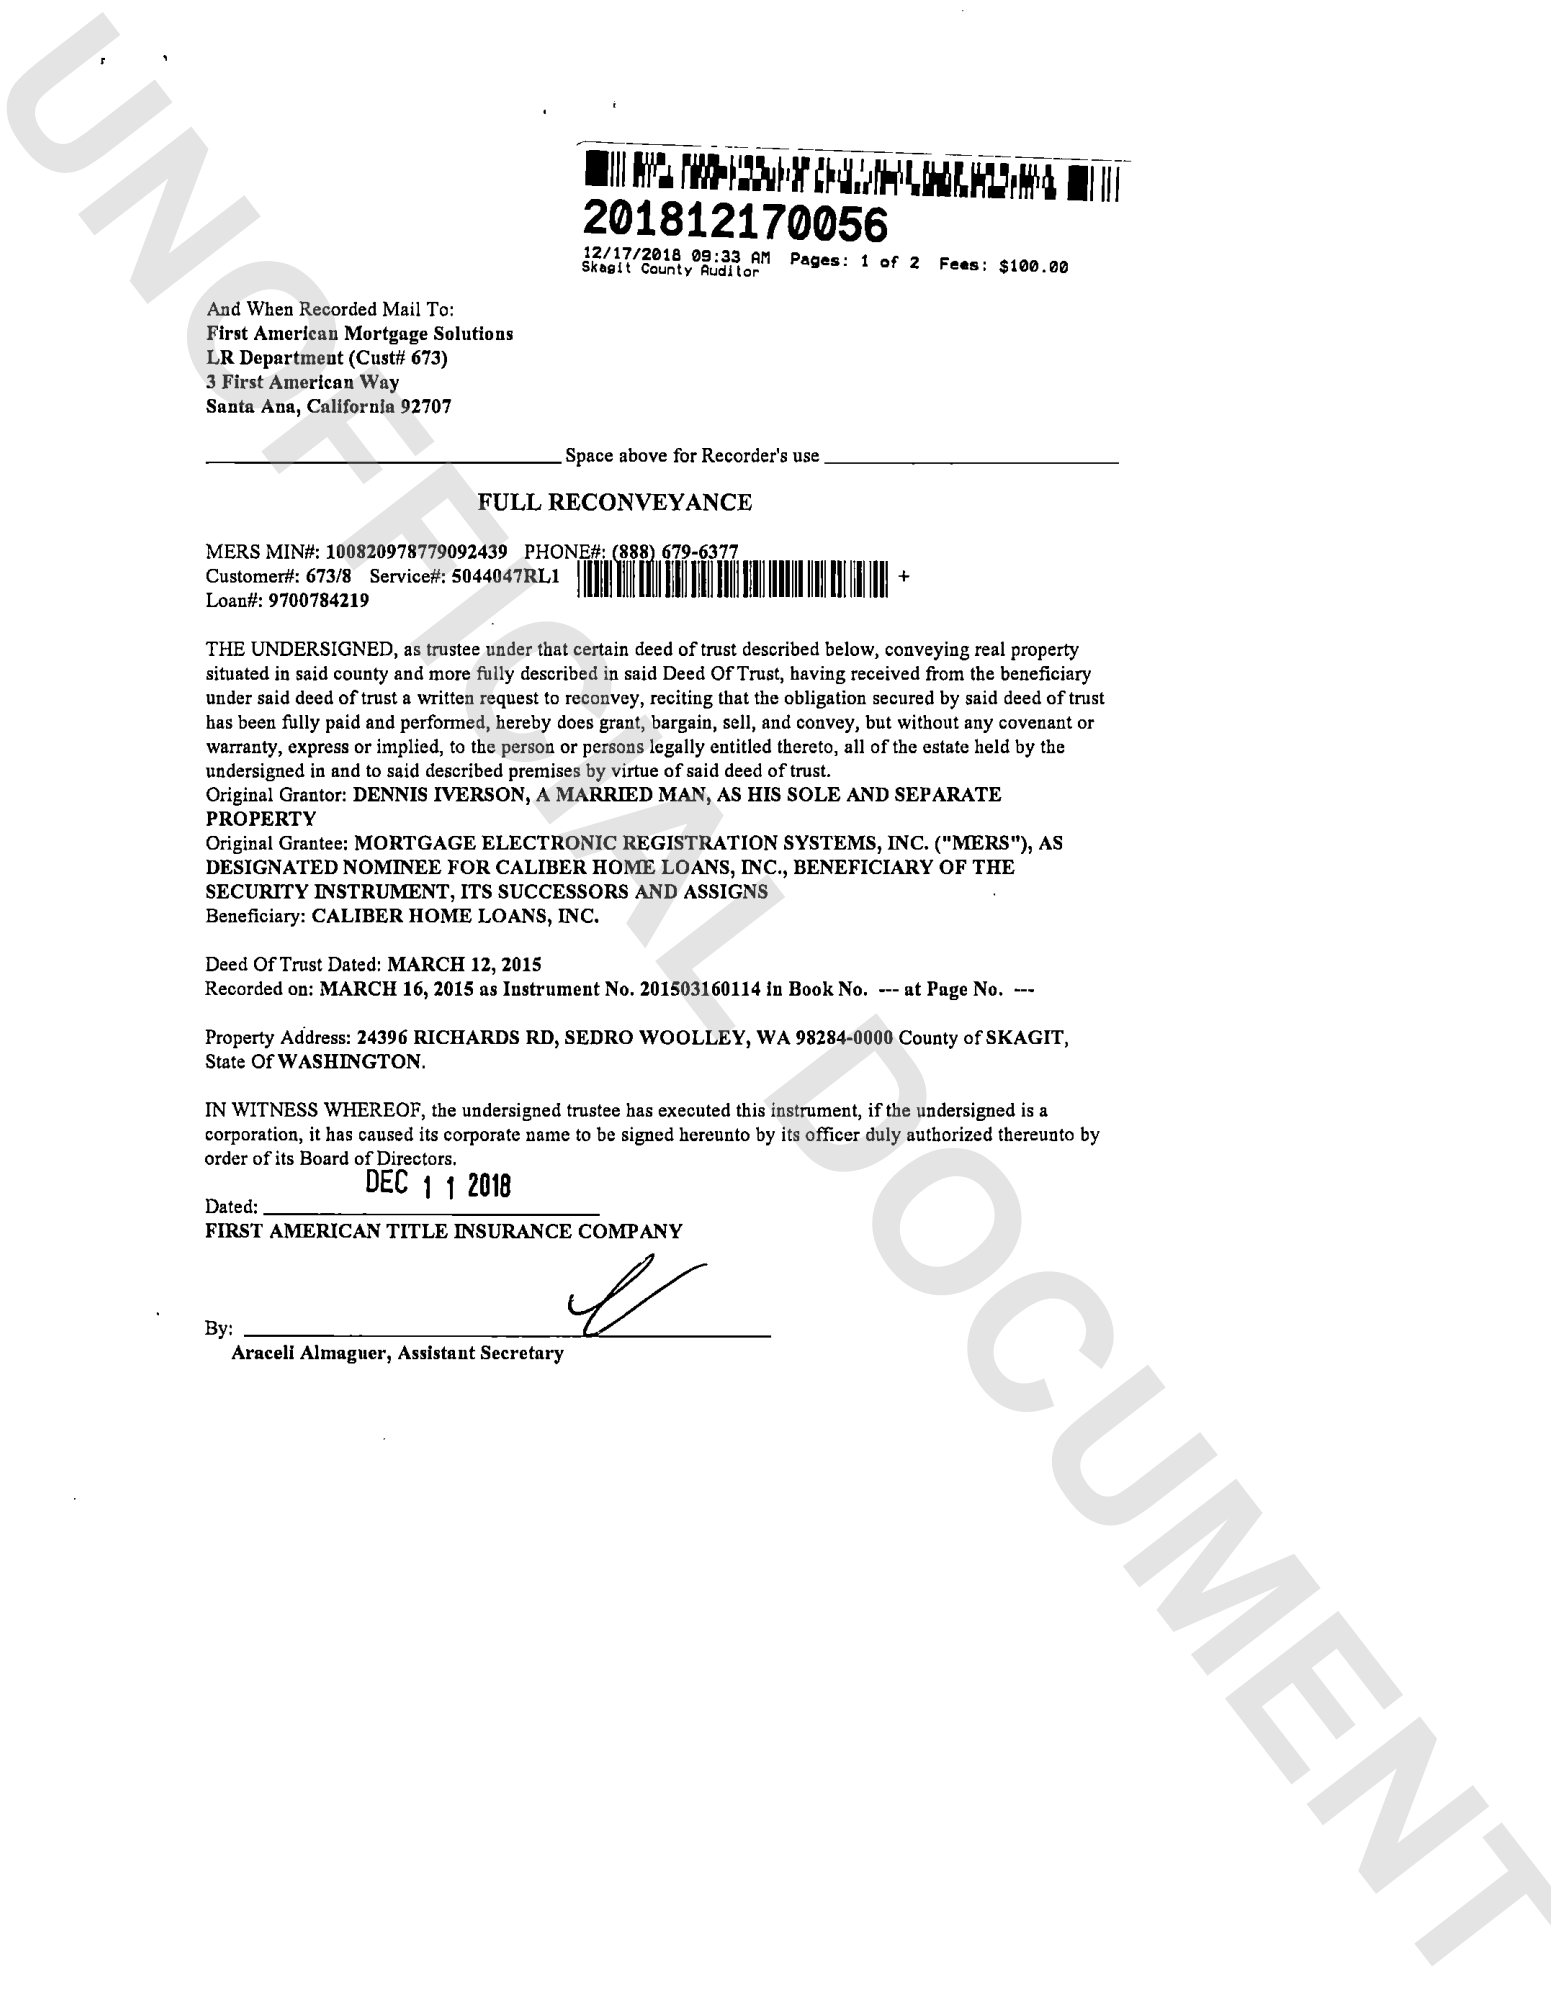 201812170056
12/17/2018 09:33 AM Pages: 1 of 2 Fees: $100.00
Skagit County Auditor
And When Recorded Mail To:
First American Mortgage Solutions
LR Department (Cust# 673)
3 First American Way
Santa Ana, California 92707
Space above for Recorder's use
FULL RECONVEYANCE
MERS MIN#: 100820978779092439 PHONE#: (888) 679-6377
Customer#: 673/8 Service#: 5044047RL1 +
Loan#: 9700784219
THE UNDERSIGNED, as trustee under that certain deed of trust described below, conveying real property
situated in said county and more fully described in said Deed Of Trust, having received from the beneficiary
under said deed of trust a written request to reconvey, reciting that the obligation secured by said deed of trust
has been fully paid and performed, hereby does grant, bargain, sell, and convey, but without any covenant or
warranty, express or implied, to the person or persons legally entitled thereto, all of the estate held by the
undersigned in and to said described premises by virtue of said deed of trust.
Original Grantor: DENNIS IVERSON, A MARRIED MAN, AS HIS SOLE AND SEPARATE
PROPERTY
Original Grantee: MORTGAGE ELECTRONIC REGISTRATION SYSTEMS, INC. ("MERS"), AS
DESIGNATED NOMINEE FOR CALIBER HOME LOANS, INC., BENEFICIARY OF THE
SECURITY INSTRUMENT, ITS SUCCESSORS AND ASSIGNS
Beneficiary: CALIBER HOME LOANS, INC.
Deed Of Trust Dated: MARCH 12, 2015
Recorded on: MARCH 16, 2015 as Instrument No. 201503160114 in Book No. --- at Page No. ---
Property Address: 24396 RICHARDS RD, SEDRO WOOLLEY, WA 98284-0000 County of SKAGIT,
State Of WASHINGTON.
IN WITNESS WHEREOF, the undersigned trustee has executed this instrument, if the undersigned is a
corporation, it has caused its corporate name to be signed hereunto by its officer duly authorized thereunto by
order of its Board of Directors.
DEC 11 2018
Dated:
FIRST AMERICAN TITLE INSURANCE COMPANY
By:
Araceli Almaguer, Assistant Secretary
UNOFFICIAL DOCUMENT